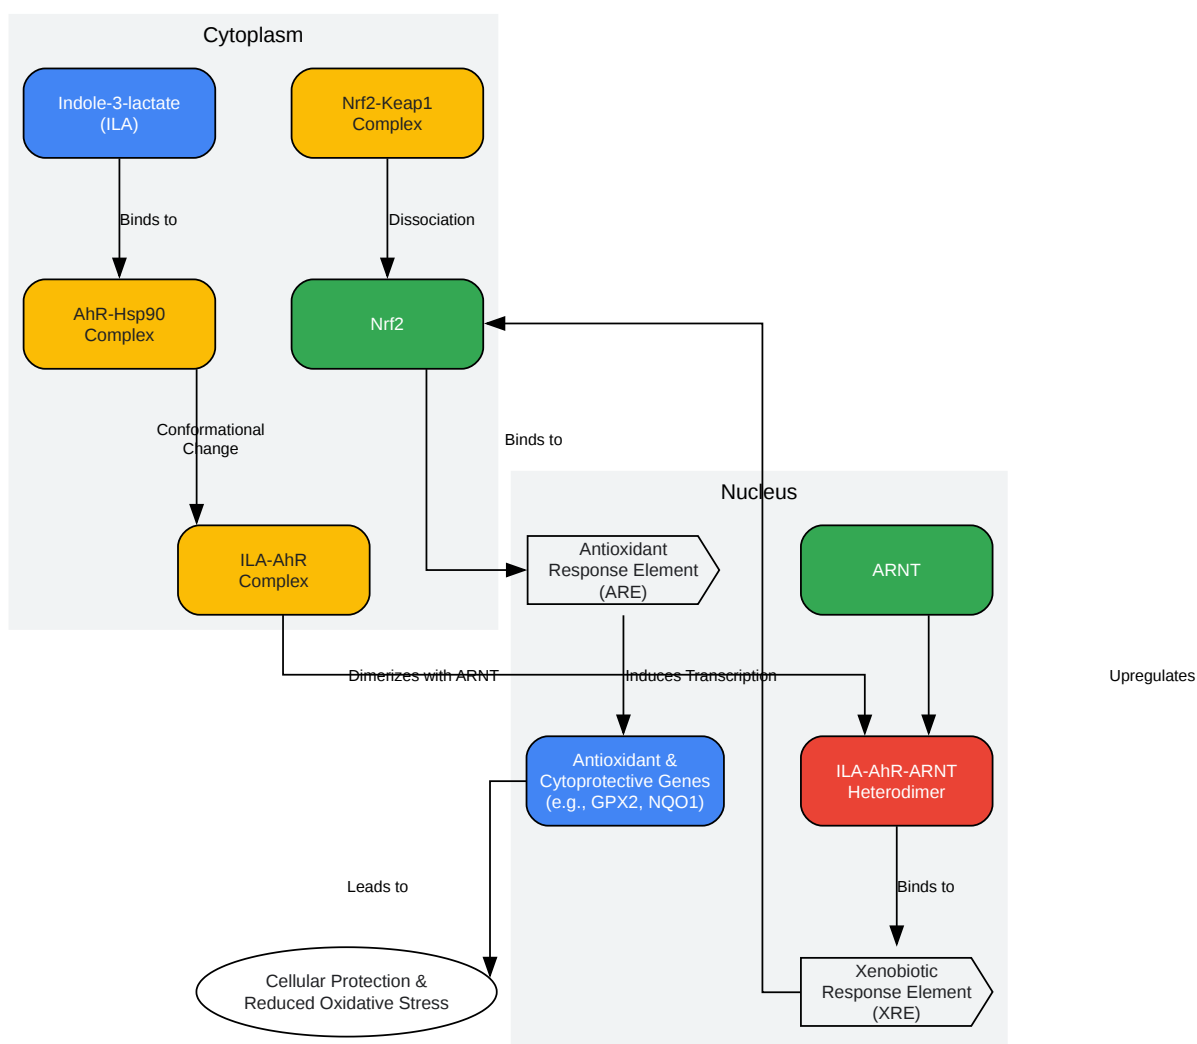 Cytoplasm
Indole-3-lactate
(ILA)
Nrf2-Keap1
Complex
Binds to
Dissociation
AhR-Hsp90
Complex
Nrf2
Conformational
Change
Binds to
Nucleus
ILA-AhR
Complex
Antioxidant
Response Element
(ARE)
ARNT
Dimerizes with ARNT
Induces Transcription
Upregulates
Antioxidant &
Cytoprotective Genes
(e.g., GPX2, NQO1)
ILA-AhR-ARNT
Heterodimer
Leads to
Binds to
Cellular Protection &
Reduced Oxidative Stress
Xenobiotic
Response Element
(XRE)